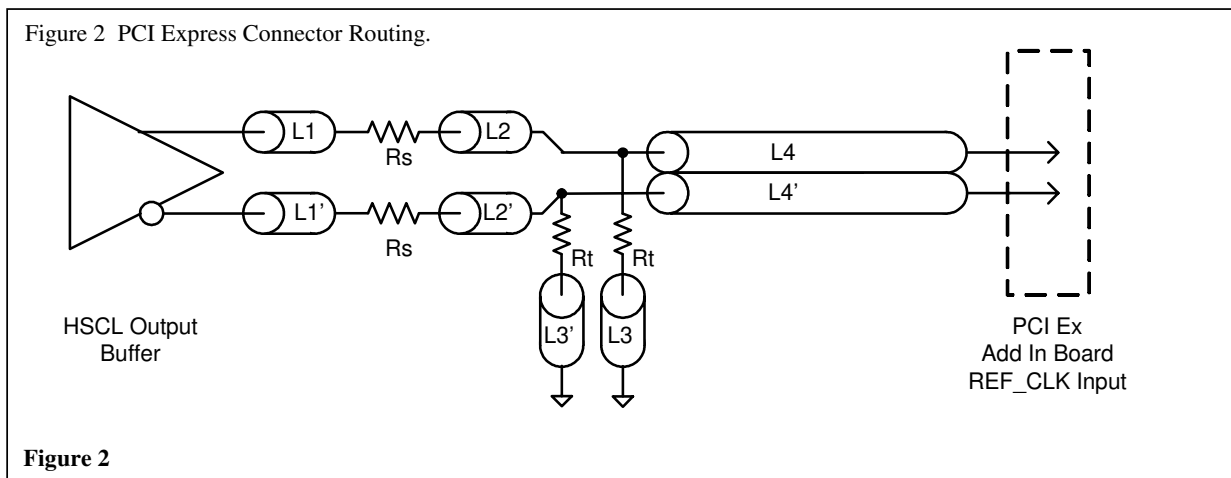 Figure 2 PCI Express Connector Routing.
L1
Rs
L2
L4
L1'
Rs
L2'
L4'
Rt
Rt
L3'
L3
HSCL Output
Buffer
PCI Ex
Add In Board
REF_CLK Input
Figure 2